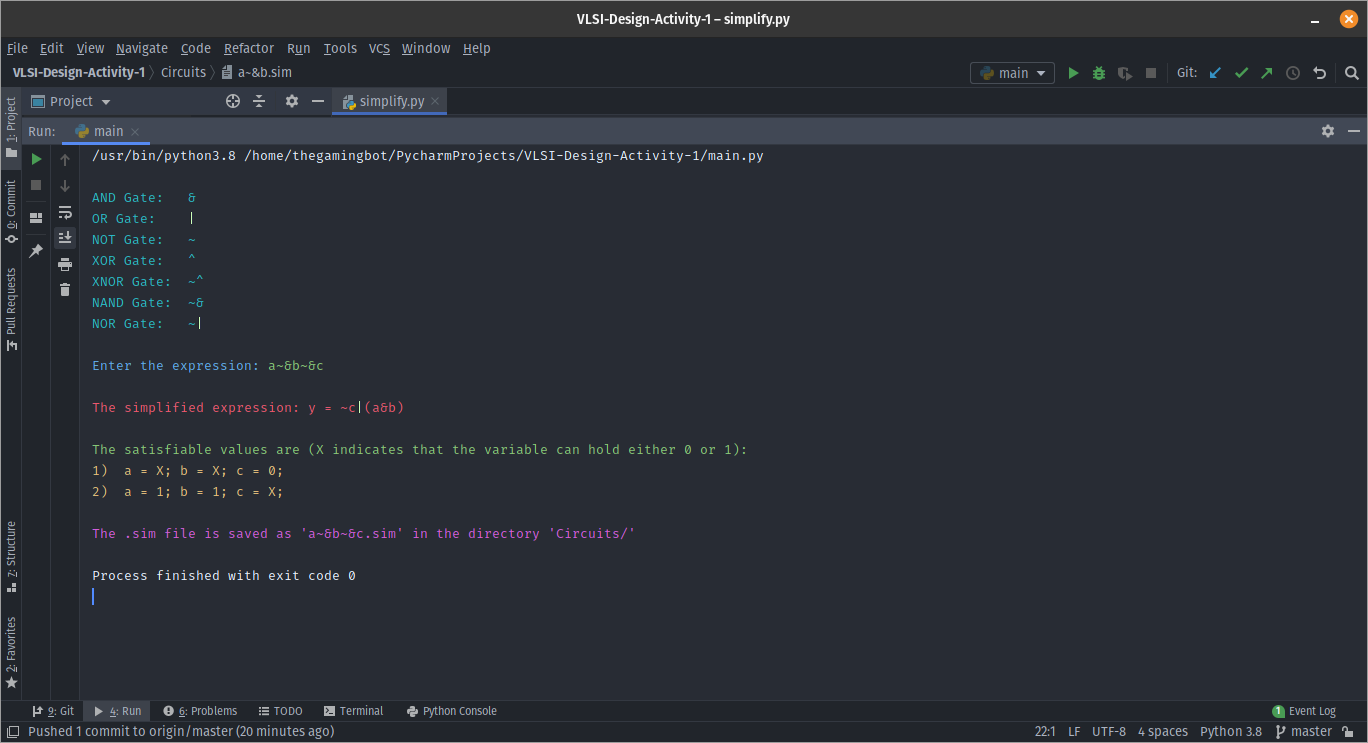 VLSI-Design-Activity-1 – simplify.py
File Edit View Navigate Code Refactor Run Tools VCS Window Help
VLSI-Design-Activity-1 Circuits a~&b.sim main Git:
1: Project
Project simplify.py
Run: main
/usr/bin/python3.8 /home/thegamingbot/PycharmProjects/VLSI-Design-Activity-1/main.py
AND Gate: &
OR Gate: |
NOT Gate: ~
XOR Gate: ^
XNOR Gate: ~^
NAND Gate: ~&
NOR Gate: ~|
Enter the expression: a~&b~&c
The simplified expression: y = ~c|(a&b)
The satisfiable values are (X indicates that the variable can hold either 0 or 1):
1) a = X; b = X; c = 0;
2) a = 1; b = 1; c = X;
The .sim file is saved as 'a~&b~&c.sim' in the directory 'Circuits/'
Process finished with exit code 0
0: Commit
Pull Requests
7: Structure
2: Favorites
9: Git 4: Run 6: Problems TODO Terminal Python Console 1 Event Log
Pushed 1 commit to origin/master (20 minutes ago) 22:1 LF UTF-8 4 spaces Python 3.8 master